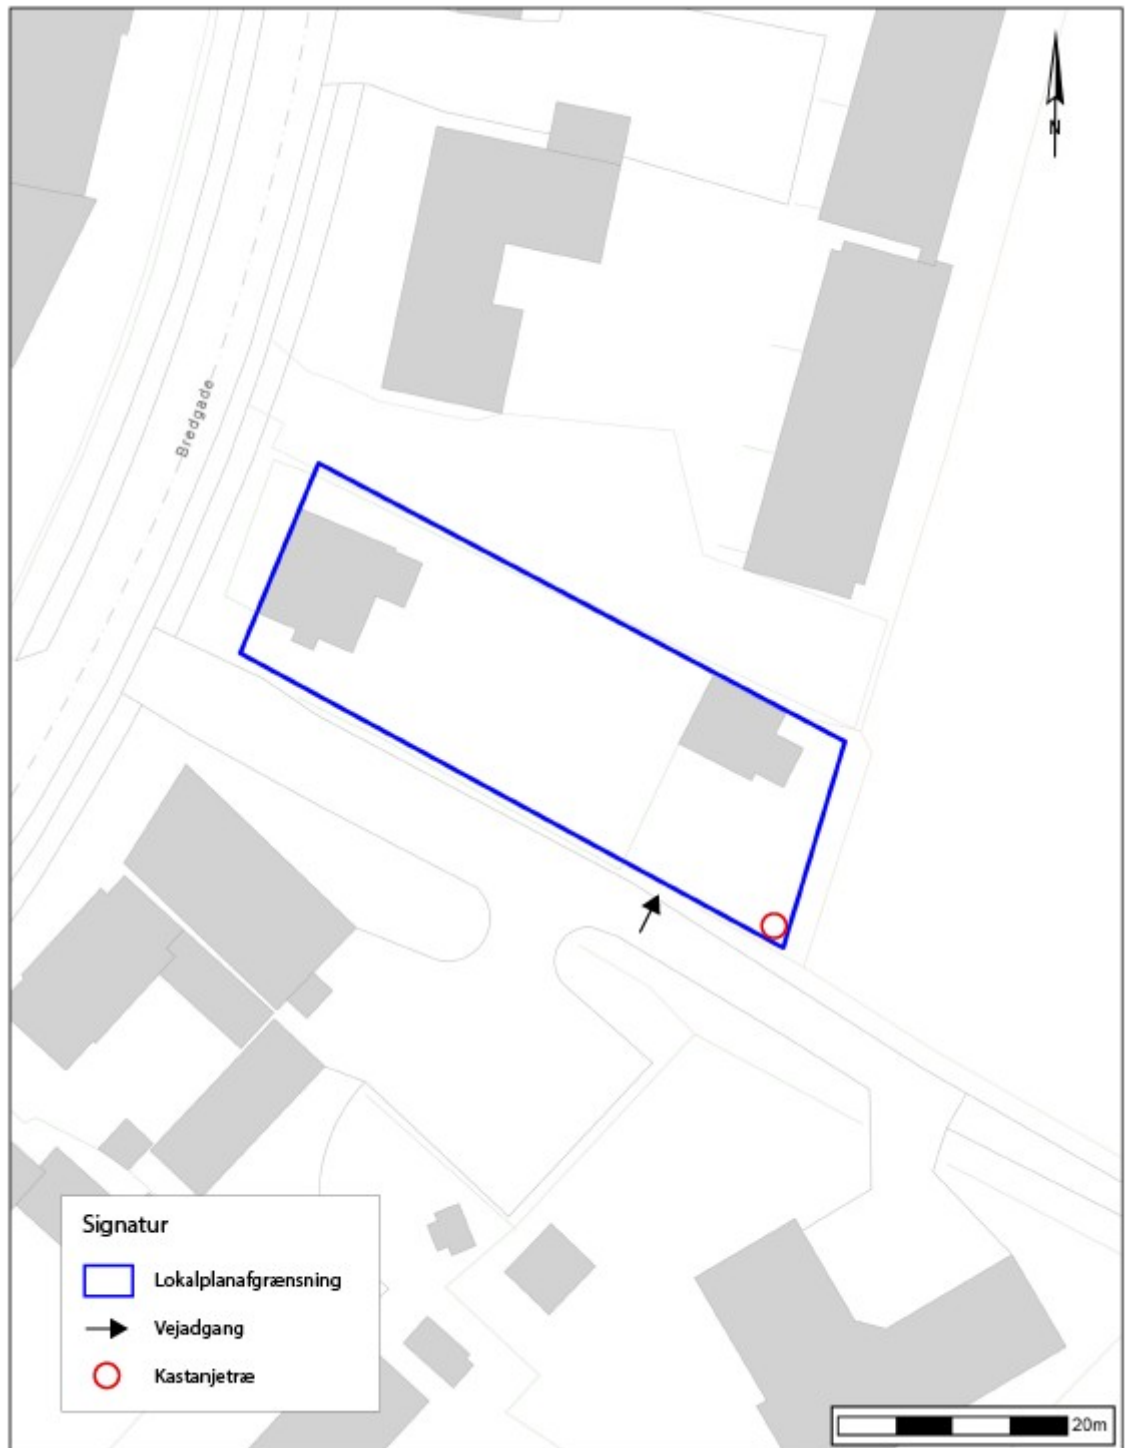 N
Bredgade
Signatur
Lokalplanafgrænsning
Vejadgang
Kastanjetræ
20m